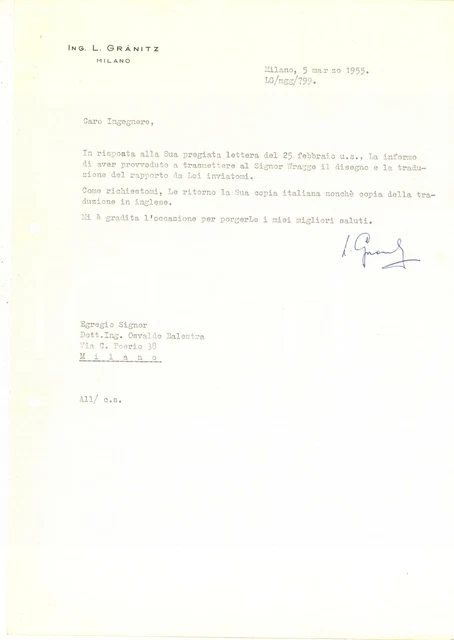 ING. L. GRÁNITZ
MILANO
Milano, 5 marzo 1955.
LG/mgg/799.
Caro Ingegnere,
In risposta alla Sua pregiata lettera del 25 febbraio u.s., La informo
di aver provveduto a trasmettere al Signor Wragge il disegno e la tradu-
zione del rapporto da Lei inviatomi.
Come richiestomi, Le ritorno la Sua copia italiana nonchè copia della tra-
duzione in inglese.
Mi è gradita l'occasione per porgerLe i miei migliori saluti.
Egregio Signor
Dott.Ing. Osvaldo Balestra
Via C. Poerio 38
M i l a n o
All/ c.s.